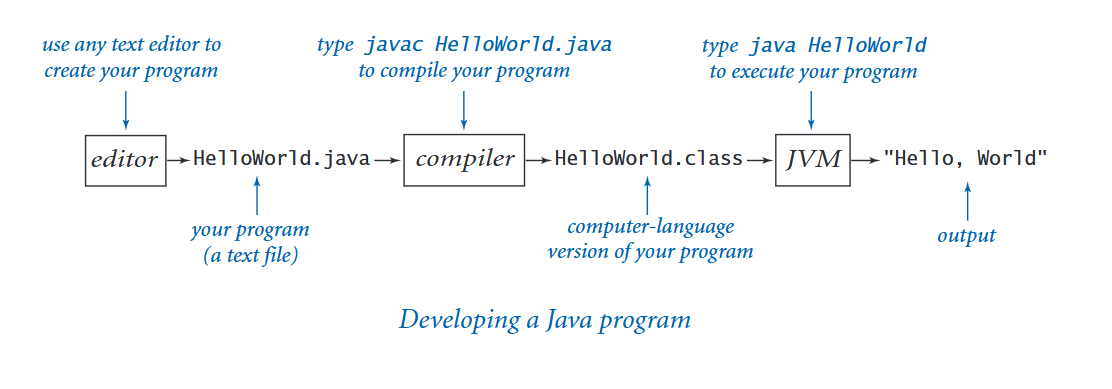 use any text editor to
create your program
type javac HelloWorld.java
to compile your program
type java HelloWorld
to execute your program
editor
HelloWorld.java
compiler
HelloWorld.class
JVM
"Hello, World"
your program
(a text file)
computer-language
version of your program
output
Developing a Java program